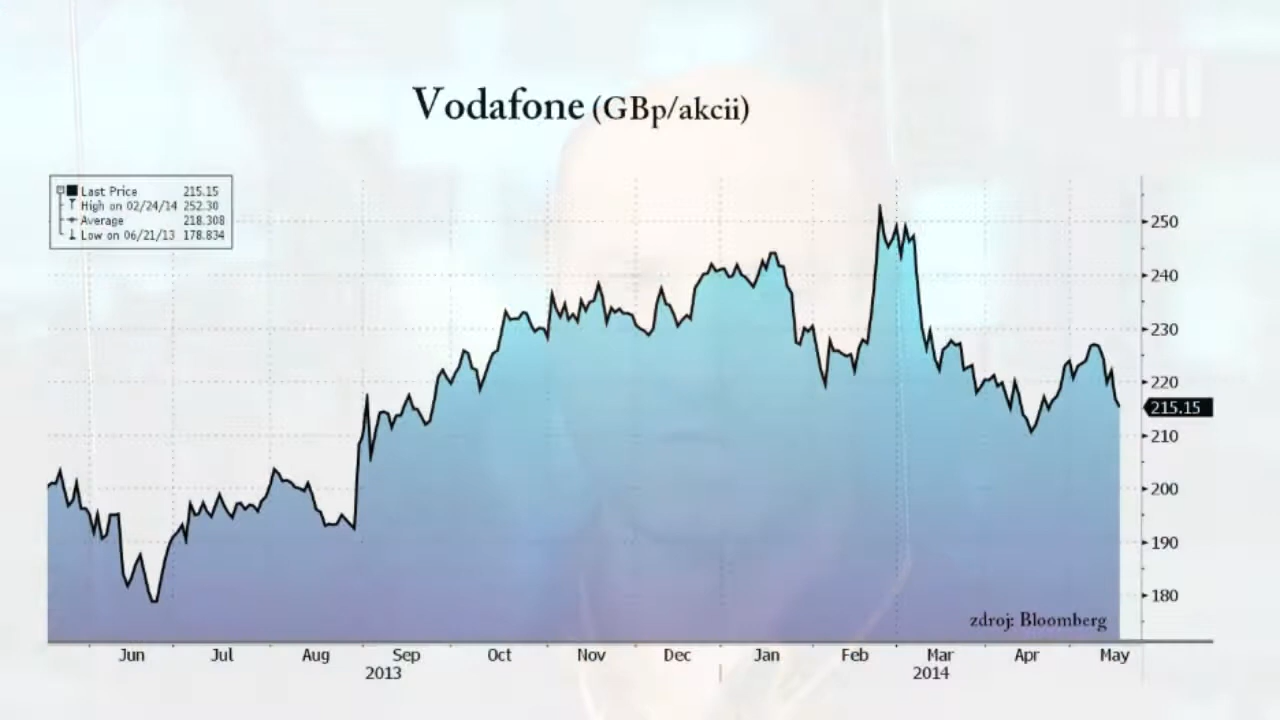 Vodafone (GBp/akcii)
Last Price 215.15
High on 02/24/14 252.30
Average 218.308
Low on 06/21/13 178.834
250
240
230
220
215.15
210
200
190
180
zdroj: Bloomberg
Jun Jul Aug Sep Oct Nov Dec Jan Feb Mar Apr May
2013 2014